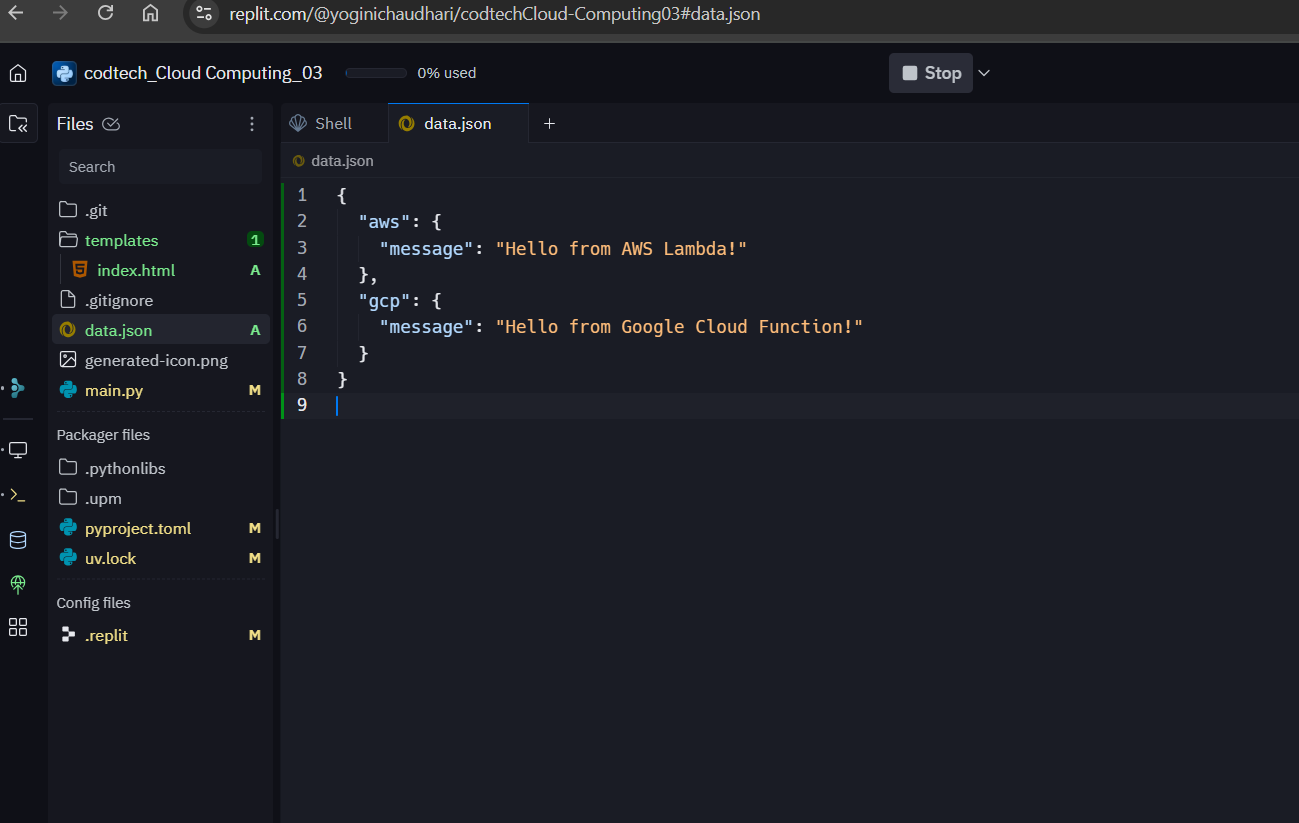 replit.com/@yoginichaudhari/codtechCloud-Computing03#data.json
codtech_Cloud Computing_03
0% used
Stop
Files
Search
.git
templates 1
index.html A
.gitignore
data.json A
generated-icon.png
main.py M
Packager files
.pythonlibs
.upm
pyproject.toml M
uv.lock M
Config files
.replit M
Shell
data.json
data.json
1 {
2 "aws": {
3 "message": "Hello from AWS Lambda!"
4 },
5 "gcp": {
6 "message": "Hello from Google Cloud Function!"
7 }
8 }
9